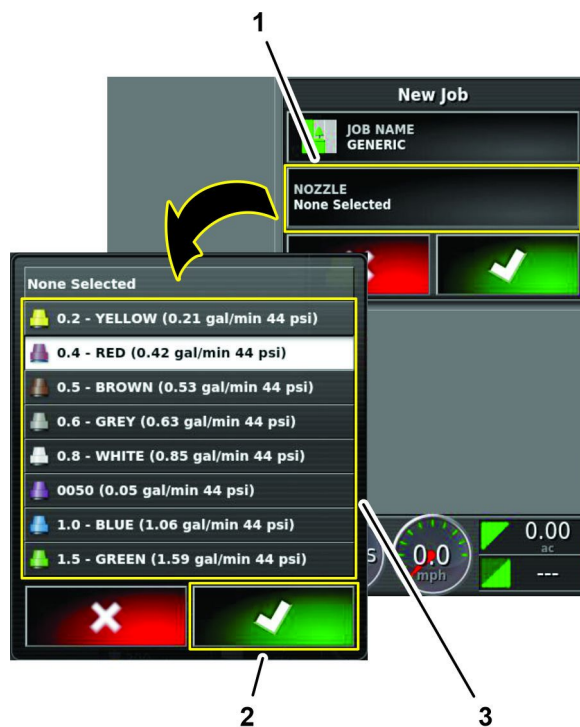 1
New Job
JOB NAME
GENERIC
NOZZLE
None Selected
None Selected
0.2 - YELLOW (0.21 gal/min 44 psi)
0.4 - RED (0.42 gal/min 44 psi)
0.5 - BROWN (0.53 gal/min 44 psi)
0.6 - GREY (0.63 gal/min 44 psi)
0.8 - WHITE (0.85 gal/min 44 psi)
0050 (0.05 gal/min 44 psi)
1.0 - BLUE (1.06 gal/min 44 psi)
1.5 - GREEN (1.59 gal/min 44 psi)
S
0.0
mph
0.00
ac
---
2
3